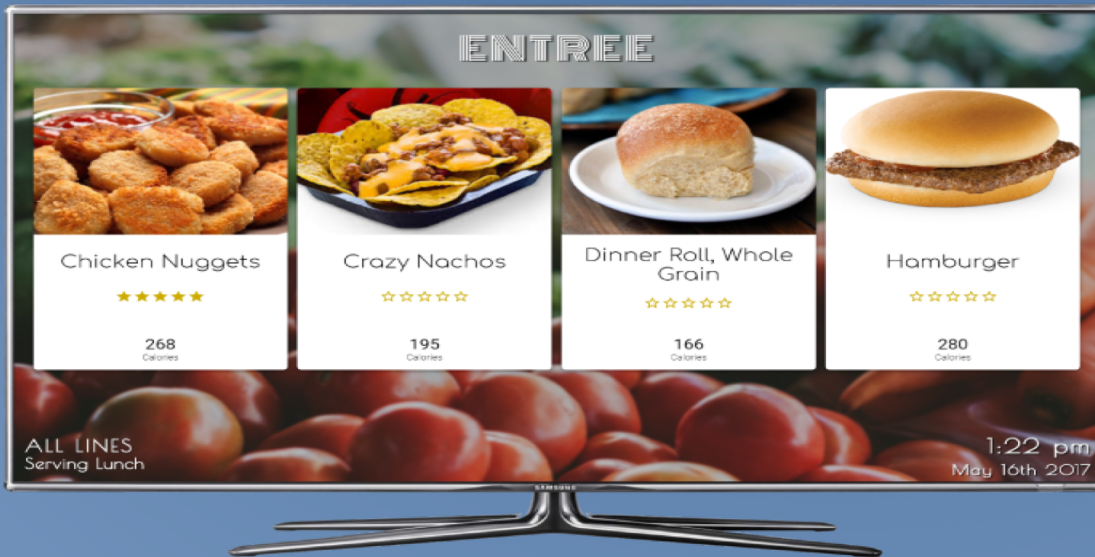 ENTREE
Chicken Nuggets
268
Calories
Crazy Nachos
195
Calories
Dinner Roll, Whole
Grain
166
Calories
Hamburger
280
Calories
ALL LINES
Serving Lunch
1:22 pm
May 16th 2017
SAMSUNG